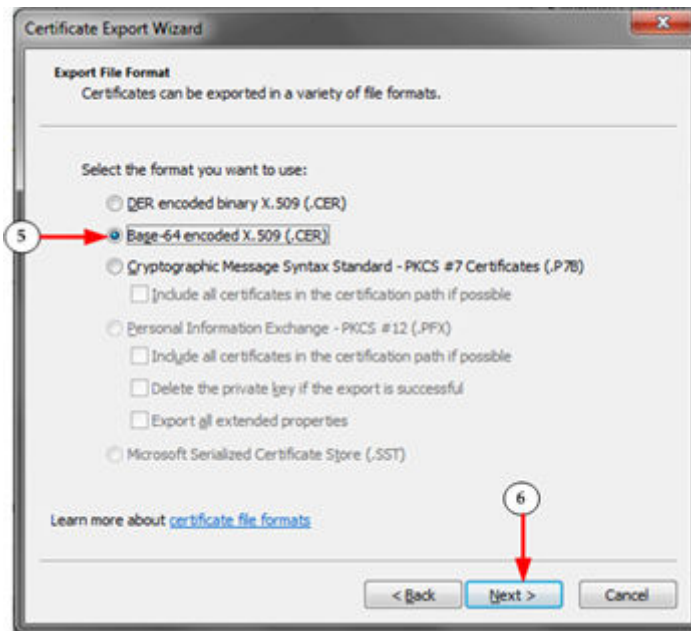 Certificate Export Wizard
Export File Format
Certificates can be exported in a variety of file formats.
Select the format you want to use:
DER encoded binary X.509 (.CER)
5
Base-64 encoded X.509 (.CER)
Cryptographic Message Syntax Standard - PKCS #7 Certificates (.P7B)
Include all certificates in the certification path if possible
Personal Information Exchange - PKCS #12 (.PFX)
Include all certificates in the certification path if possible
Delete the private key if the export is successful
Export all extended properties
Microsoft Serialized Certificate Store (.SST)
6
Learn more about certificate file formats
< Back Next > Cancel